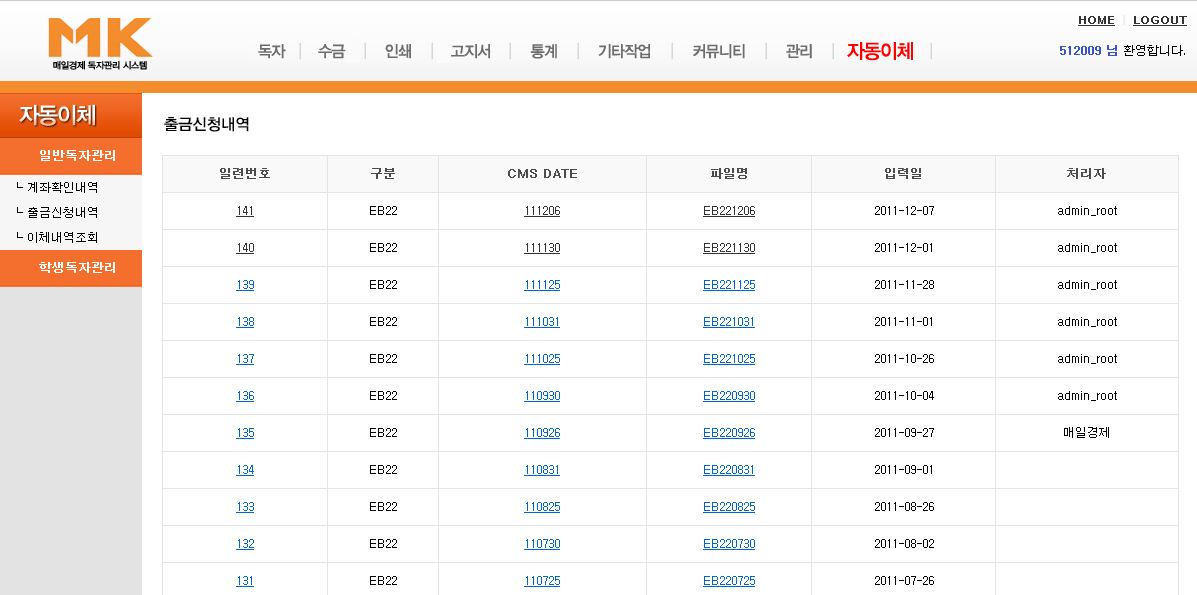 HOME LOGOUT
MK
매일경제 독자관리 시스템
독자 수금 인쇄 고지서 통계 기타작업 커뮤니티 관리 자동이체
512009 님 환영합니다.
자동이체
일반독자관리
└ 계좌확인내역
└ 출금신청내역
└ 이체내역조회
학생독자관리
출금신청내역
일련번호 구분 CMS DATE 파일명 입력일 처리자
141 EB22 111206 EB221206 2011-12-07 admin_root
140 EB22 111130 EB221130 2011-12-01 admin_root
139 EB22 111125 EB221125 2011-11-28 admin_root
138 EB22 111031 EB221031 2011-11-01 admin_root
137 EB22 111025 EB221025 2011-10-26 admin_root
136 EB22 110930 EB220930 2011-10-04 admin_root
135 EB22 110926 EB220926 2011-09-27 매일경제
134 EB22 110831 EB220831 2011-09-01
133 EB22 110825 EB220825 2011-08-26
132 EB22 110730 EB220730 2011-08-02
131 EB22 110725 EB220725 2011-07-26